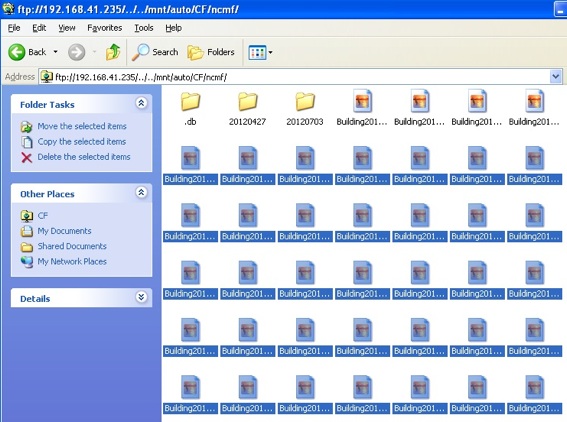 ftp://192.168.41.235/../../mnt/auto/CF/ncmf/
File Edit View Favorites Tools Help
Back Search Folders
Address ftp://192.168.41.235/../../mnt/auto/CF/ncmf/
Folder Tasks
Move the selected items
Copy the selected items
Delete the selected items
Other Places
CF
My Documents
Shared Documents
My Network Places
Details
.db 20120427 20120703 Building201... Building201... Building201... Building201...
Building201... Building201... Building201... Building201... Building201... Building201... Building201...
Building201... Building201... Building201... Building201... Building201... Building201... Building201...
Building201... Building201... Building201... Building201... Building201... Building201... Building201...
Building201... Building201... Building201... Building201... Building201... Building201... Building201...
Building201... Building201... Building201... Building201... Building201... Building201... Building201...